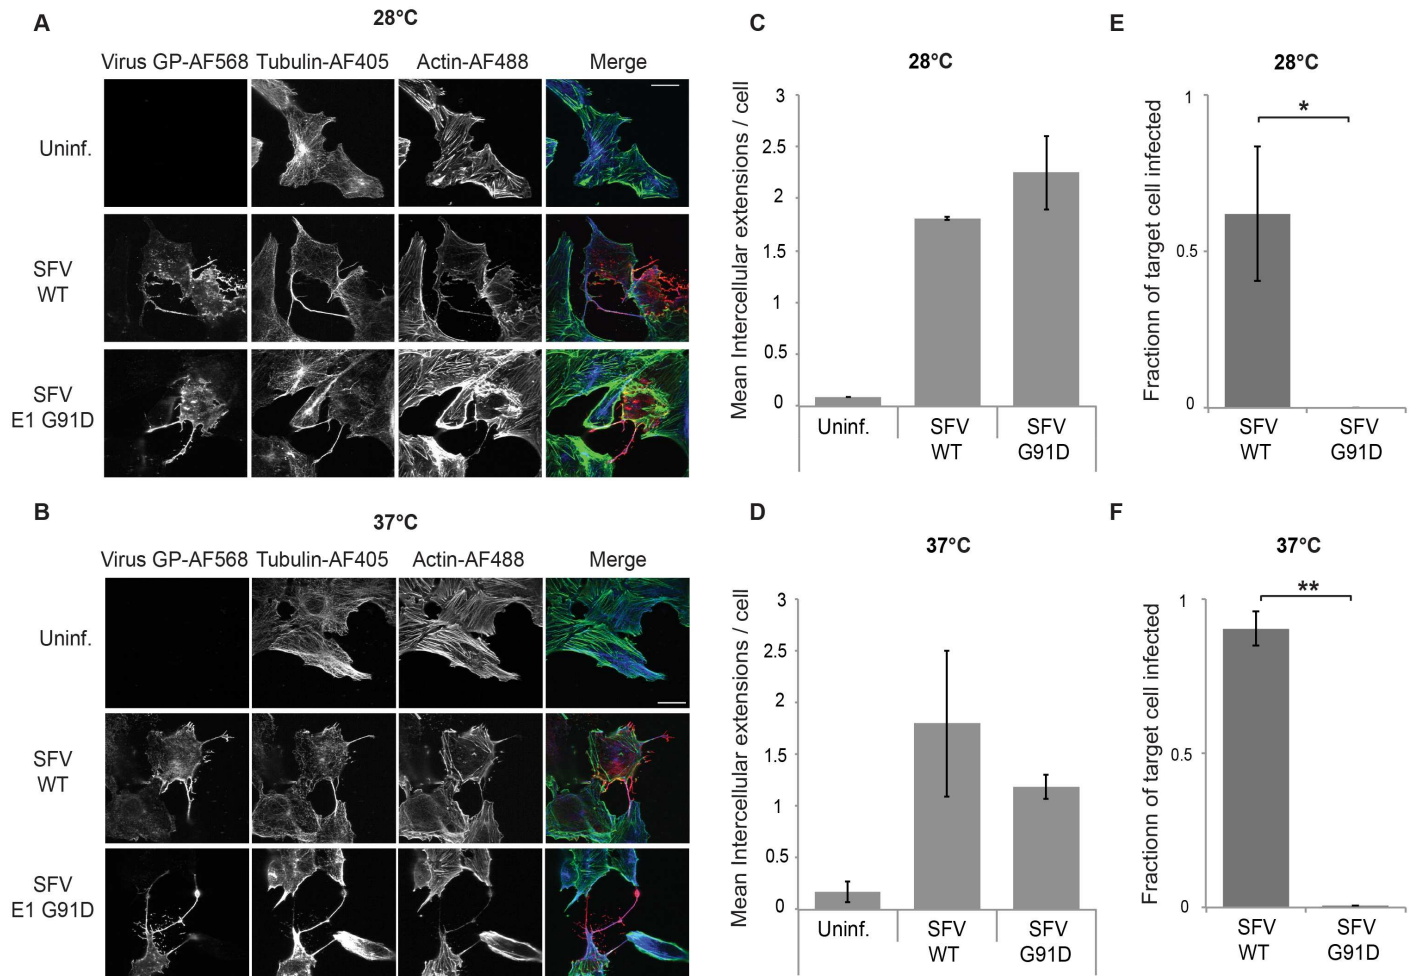 A
28°C
Virus GP-AF568 Tubulin-AF405 Actin-AF488 Merge
Uninf.
SFV
WT
SFV
E1 G91D
B
37°C
Virus GP-AF568 Tubulin-AF405 Actin-AF488 Merge
Uninf.
SFV
WT
SFV
E1 G91D
C
28°C
Mean Intercellular extensions / cell
3
2.5
2
1.5
1
0.5
0
Uninf. SFV SFV
WT G91D
D
37°C
Mean Intercellular extensions / cell
3
2.5
2
1.5
1
0.5
0
Uninf. SFV SFV
WT G91D
E
28°C
Fractionn of target cell infected
1
*
0.5
0
SFV SFV
WT G91D
F
37°C
Fractionn of target cell infected
1
**
0.5
0
SFV SFV
WT G91D